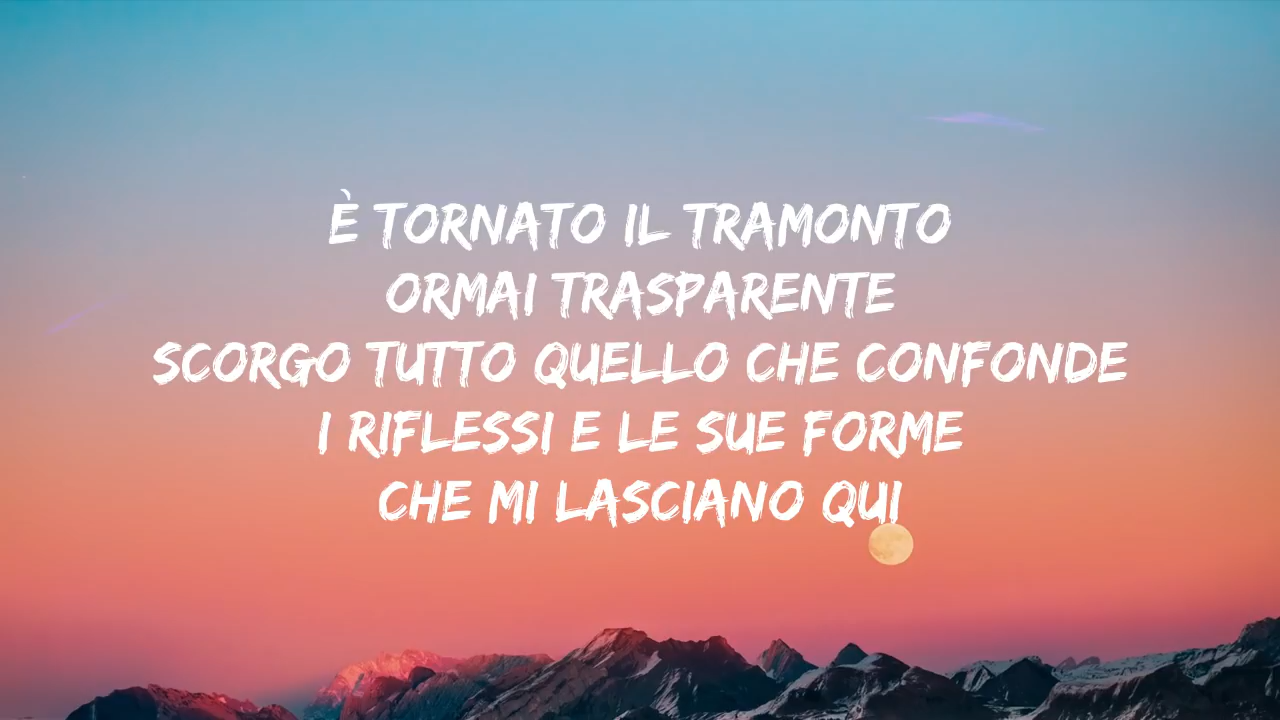 È TORNATO IL TRAMONTO
ORMAI TRASPARENTE
SCORGO TUTTO QUELLO CHE CONFONDE
I RIFLESSI E LE SUE FORME
CHE MI LASCIANO QUI